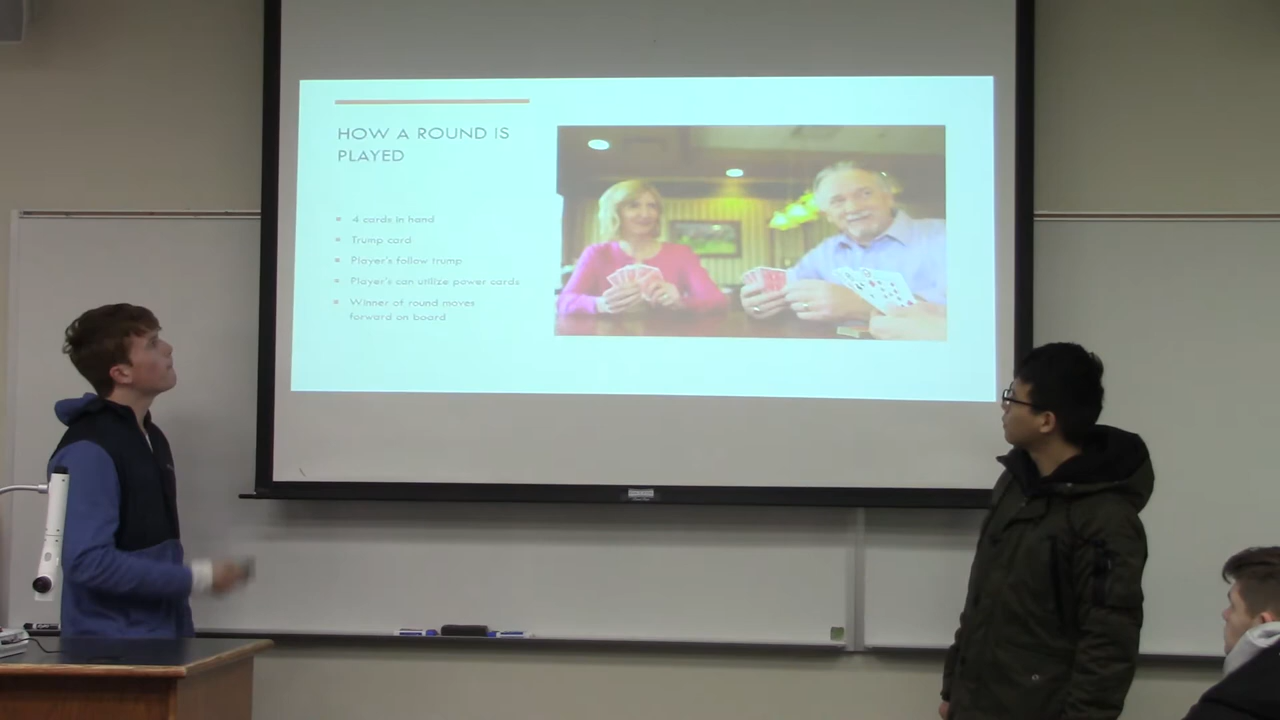 HOW A ROUND IS
PLAYED
4 cards in hand
Trump card
Player's follow trump
Player's can utilize power cards
Winner of round moves
forward on board